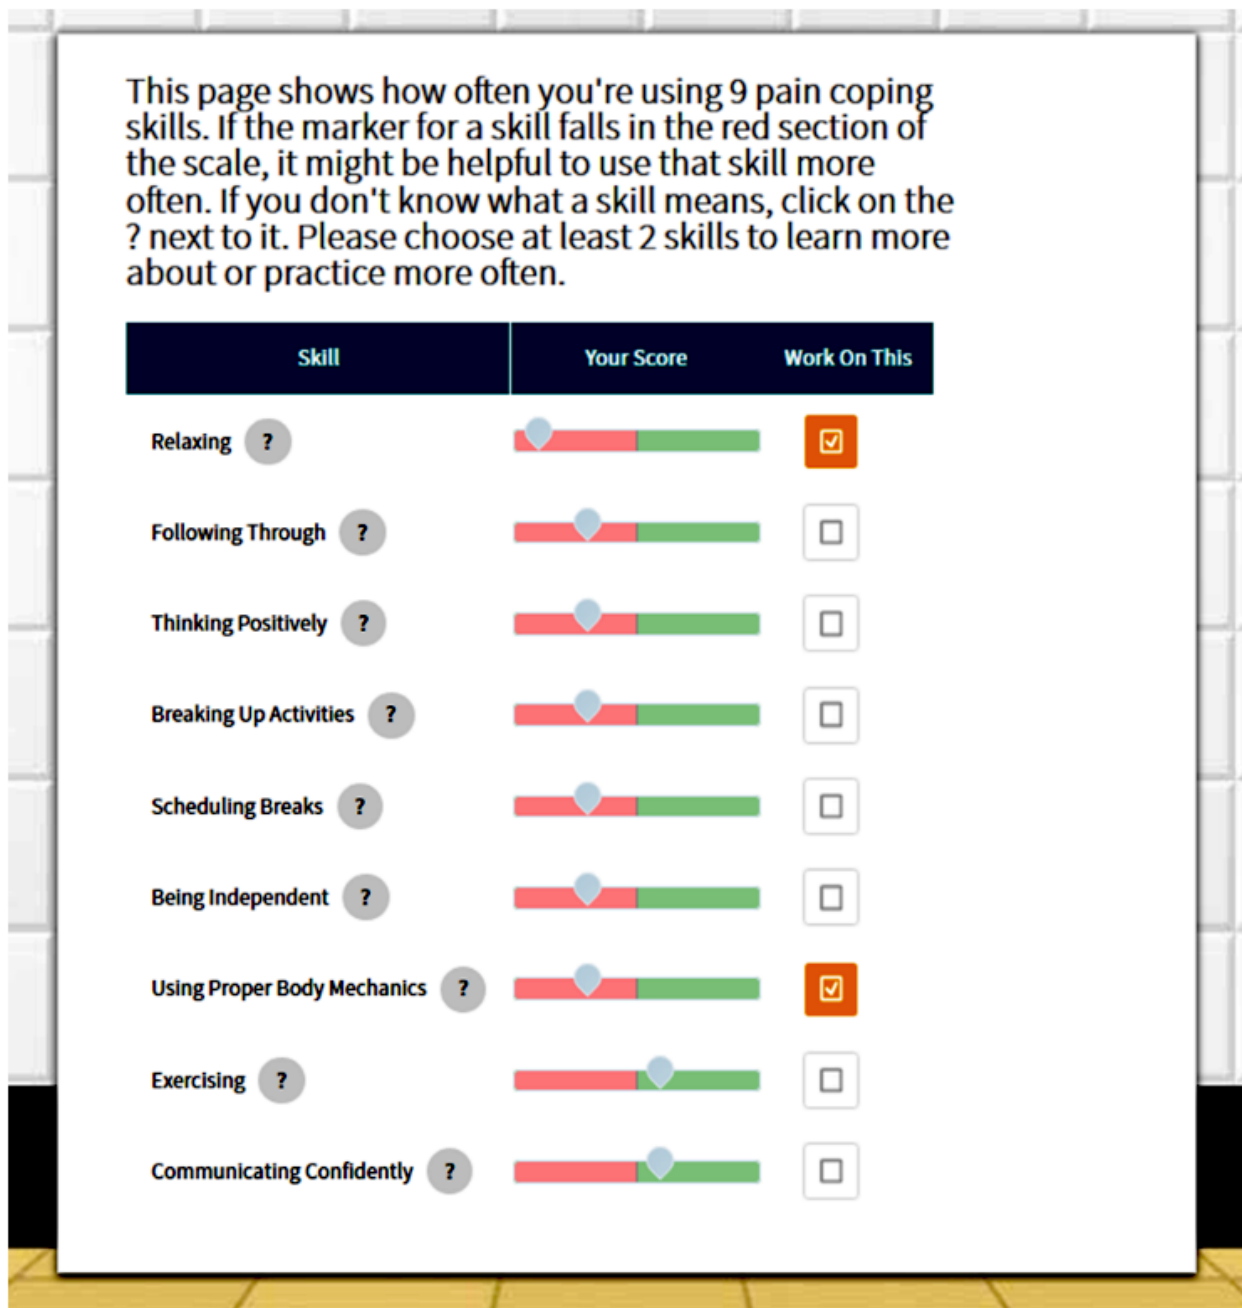 This page shows how often you're using 9 pain coping
skills. If the marker for a skill falls in the red section of
the scale, it might be helpful to use that skill more
often. If you don't know what a skill means, click on the
? next to it. Please choose at least 2 skills to learn more
about or practice more often.
Skill Your Score Work On This
Relaxing ?
Following Through ?
Thinking Positively ?
Breaking Up Activities ?
Scheduling Breaks ?
Being Independent ?
Using Proper Body Mechanics ?
Exercising ?
Communicating Confidently ?